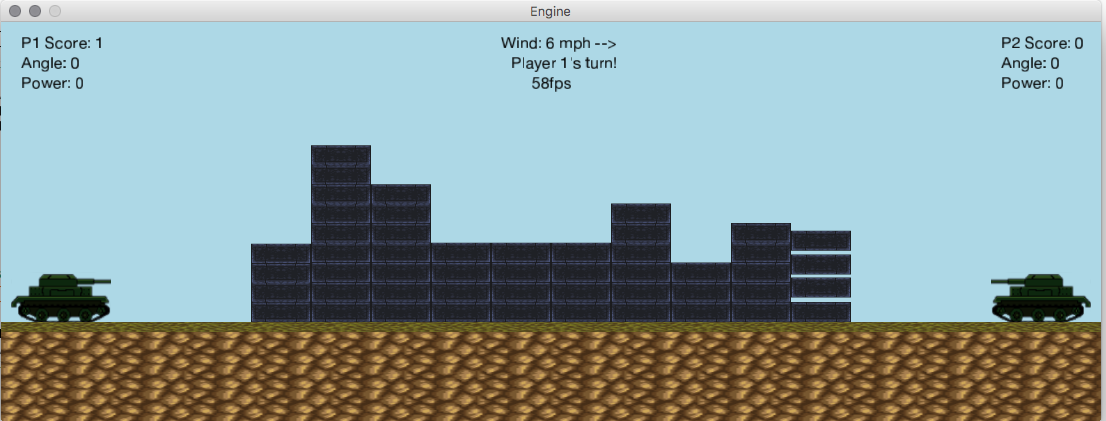 Engine
P1 Score: 1
Angle: 0
Power: 0
Wind: 6 mph -->
Player 1's turn!
58fps
P2 Score: 0
Angle: 0
Power: 0